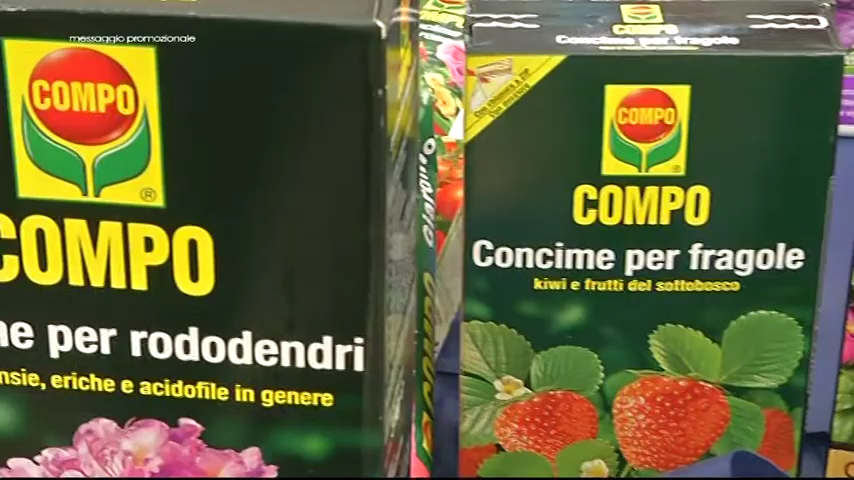 messaggio promozionale
COMPO
®
COMPO
me per rododendri
nsie, eriche e acidofile in genere
COMPO
Concime per fragole
COMPO
COMPO
Concime per fragole
kiwi e frutti del sottobosco